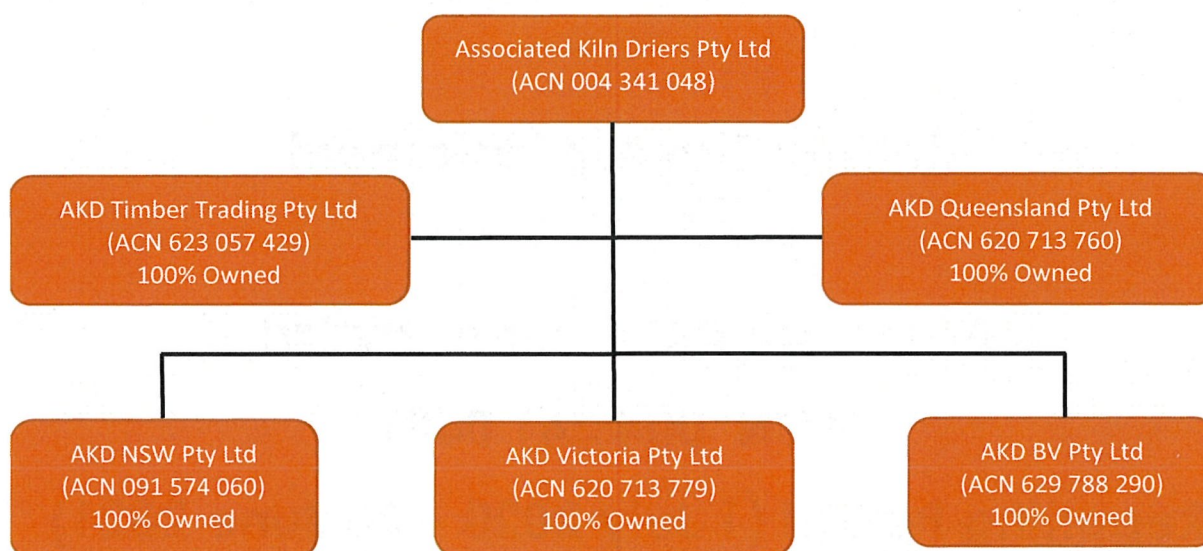 Associated Kiln Driers Pty Ltd
(ACN 004 341 048)
AKD Timber Trading Pty Ltd
(ACN 623 057 429)
100% Owned
AKD Queensland Pty Ltd
(ACN 620 713 760)
100% Owned
AKD NSW Pty Ltd
(ACN 091 574 060)
100% Owned
AKD Victoria Pty Ltd
(ACN 620 713 779)
100% Owned
AKD BV Pty Ltd
(ACN 629 788 290)
100% Owned